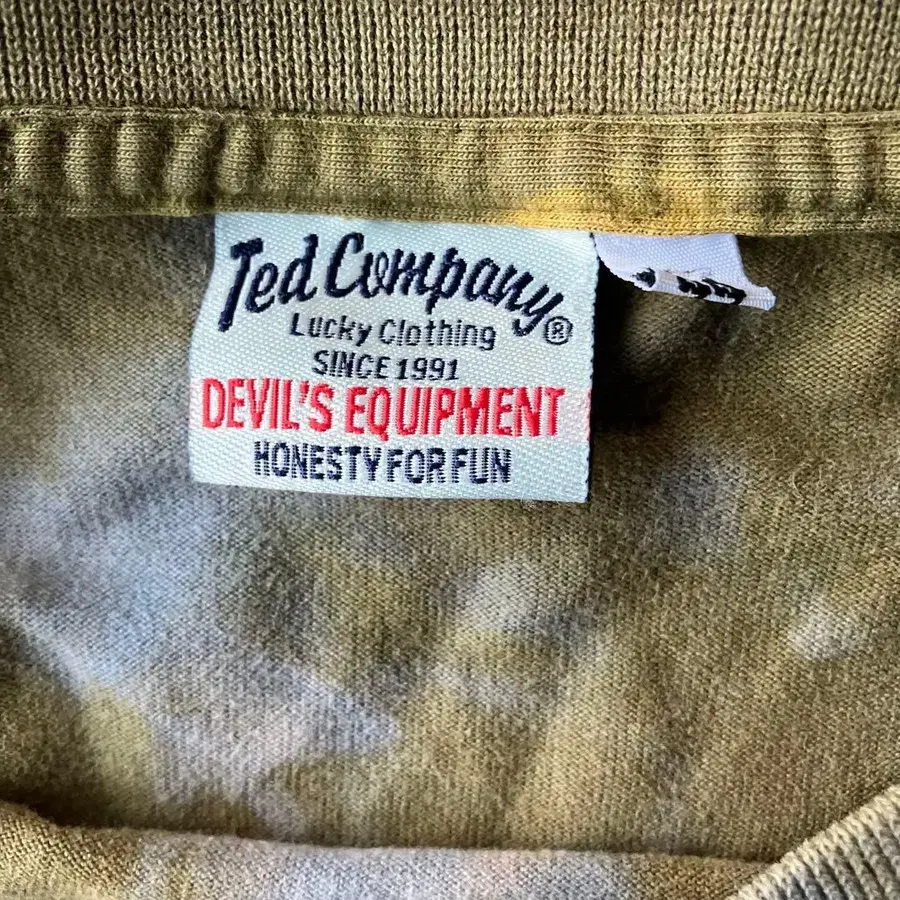 Ted Company®
Lucky Clothing
SINCE 1991
DEVIL'S EQUIPMENT
HONESTY FOR FUN